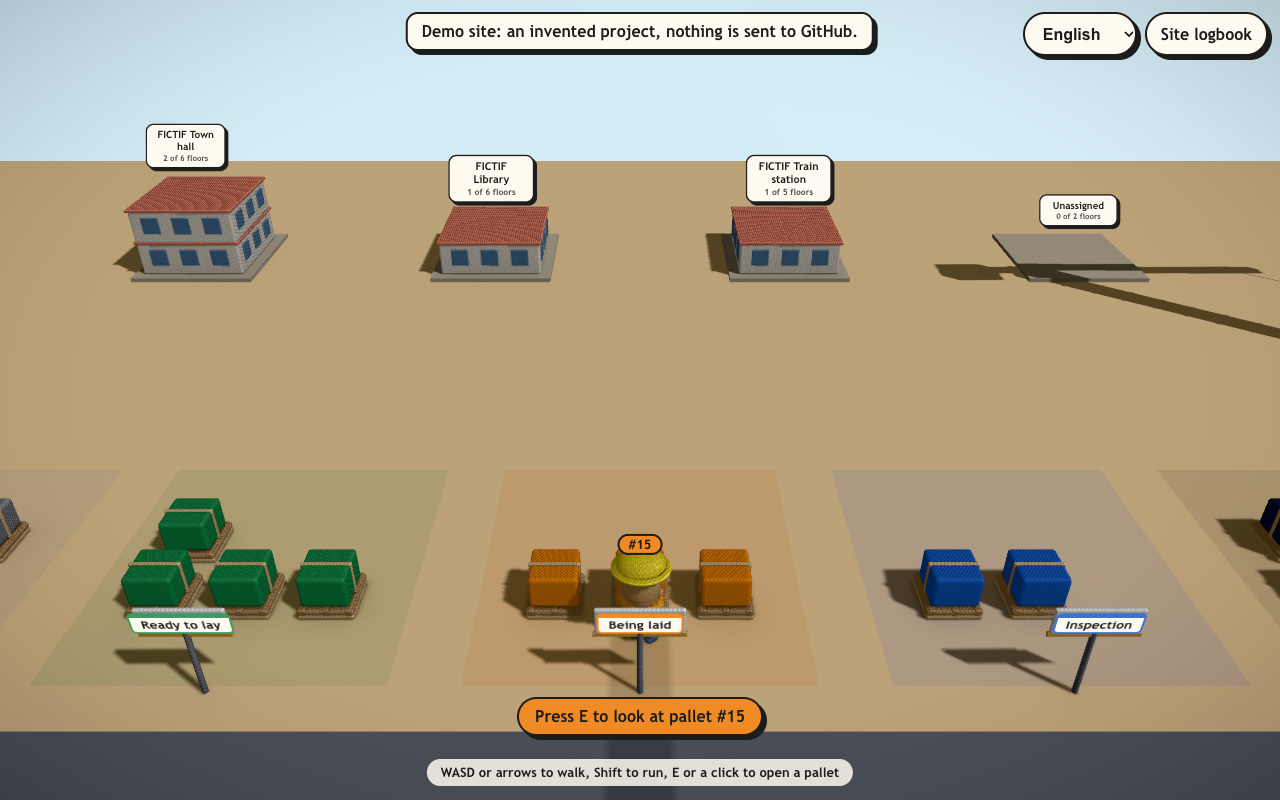 Demo site: an invented project, nothing is sent to GitHub.
English
Site logbook
FICTIF Town
hall
2 of 6 floors
FICTIF
Library
1 of 6 floors
FICTIF Train
station
1 of 5 floors
Unassigned
0 of 2 floors
#15
Ready to lay
Being laid
Inspection
Press E to look at pallet #15
WASD or arrows to walk, Shift to run, E or a click to open a pallet